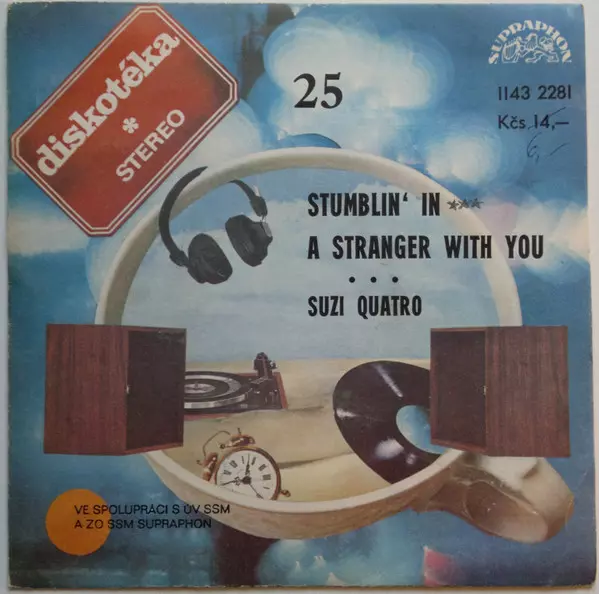 diskotéka
*
STEREO
SUPRAPHON
25
1143 2281
Kčs 14,—
6,—
STUMBLIN' IN ***
A STRANGER WITH YOU
• • •
SUZI QUATRO
VE SPOLUPRÁCI S ÚV SSM
A ZO SSM SUPRAPHON